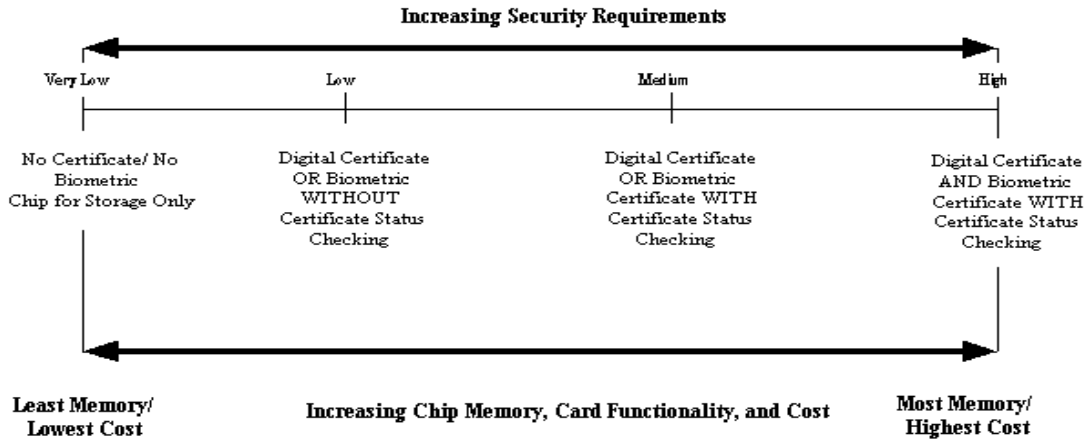 Increasing Security Requirements
Very Low
Low
Medium
High
No Certificate/ No
Biometric
Chip for Storage Only
Digital Certificate
OR Biometric
WITHOUT
Certificate Status
Checking
Digital Certificate
OR Biometric
Certificate WITH
Certificate Status
Checking
Digital Certificate
AND Biometric
Certificate WITH
Certificate Status
Checking
Least Memory/
Lowest Cost
Increasing Chip Memory, Card Functionality, and Cost
Most Memory/
Highest Cost